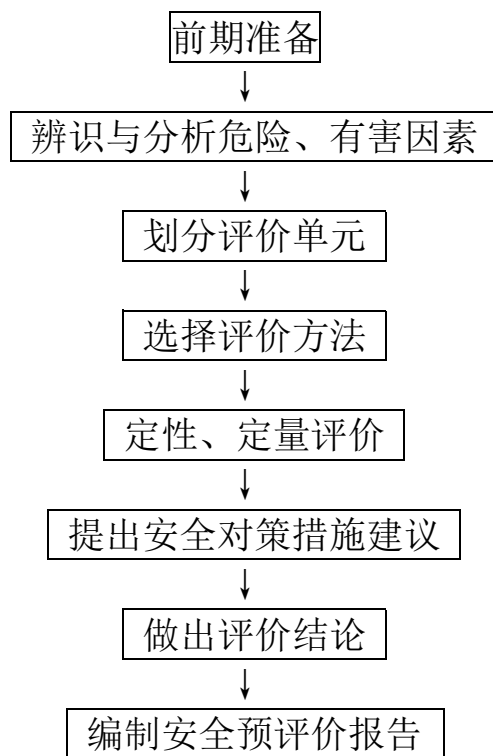 前期准备
辨识与分析危险、有害因素
划分评价单元
选择评价方法
定性、定量评价
提出安全对策措施建议
做出评价结论
编制安全预评价报告